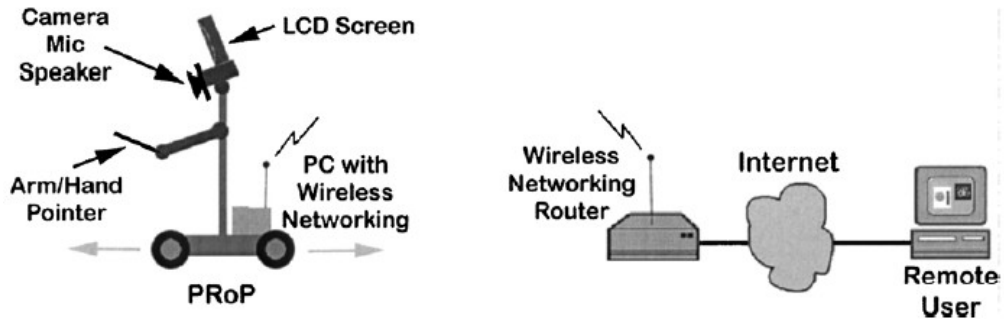 Camera
Mic
Speaker
LCD Screen
Arm/Hand
Pointer
PC with
Wireless
Networking
PRoP
Wireless
Networking
Router
Internet
Remote
User